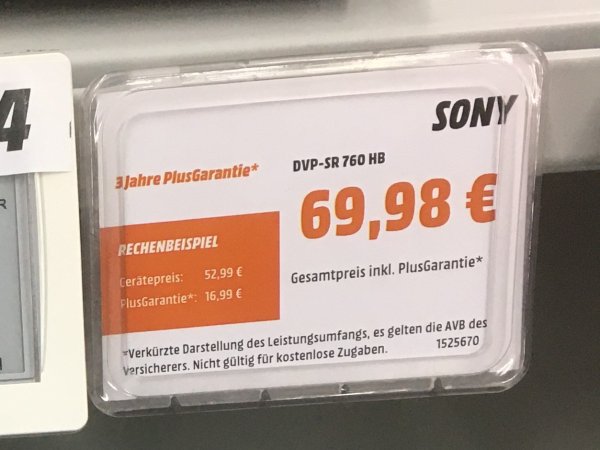 4
SONY
DVP-SR 760 HB
3 Jahre PlusGarantie*
69,98 €
RECHENBEISPIEL
Gerätepreis: 52,99 €
PlusGarantie*: 16,99 €
Gesamtpreis inkl. PlusGarantie*
*Verkürzte Darstellung des Leistungsumfangs, es gelten die AVB des
Versicherers. Nicht gültig für kostenlose Zugaben. 1525670
R